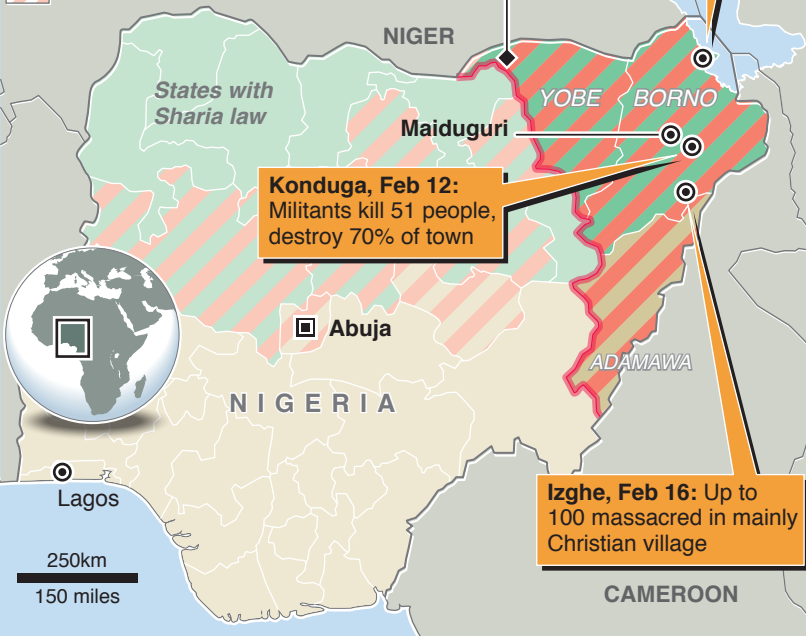 NIGER
States with
Sharia law
YOBE
BORNO
Maiduguri
Konduga, Feb 12:
Militants kill 51 people,
destroy 70% of town
Abuja
ADAMAWA
NIGERIA
Lagos
Izghe, Feb 16: Up to
100 massacred in mainly
Christian village
250km
150 miles
CAMEROON